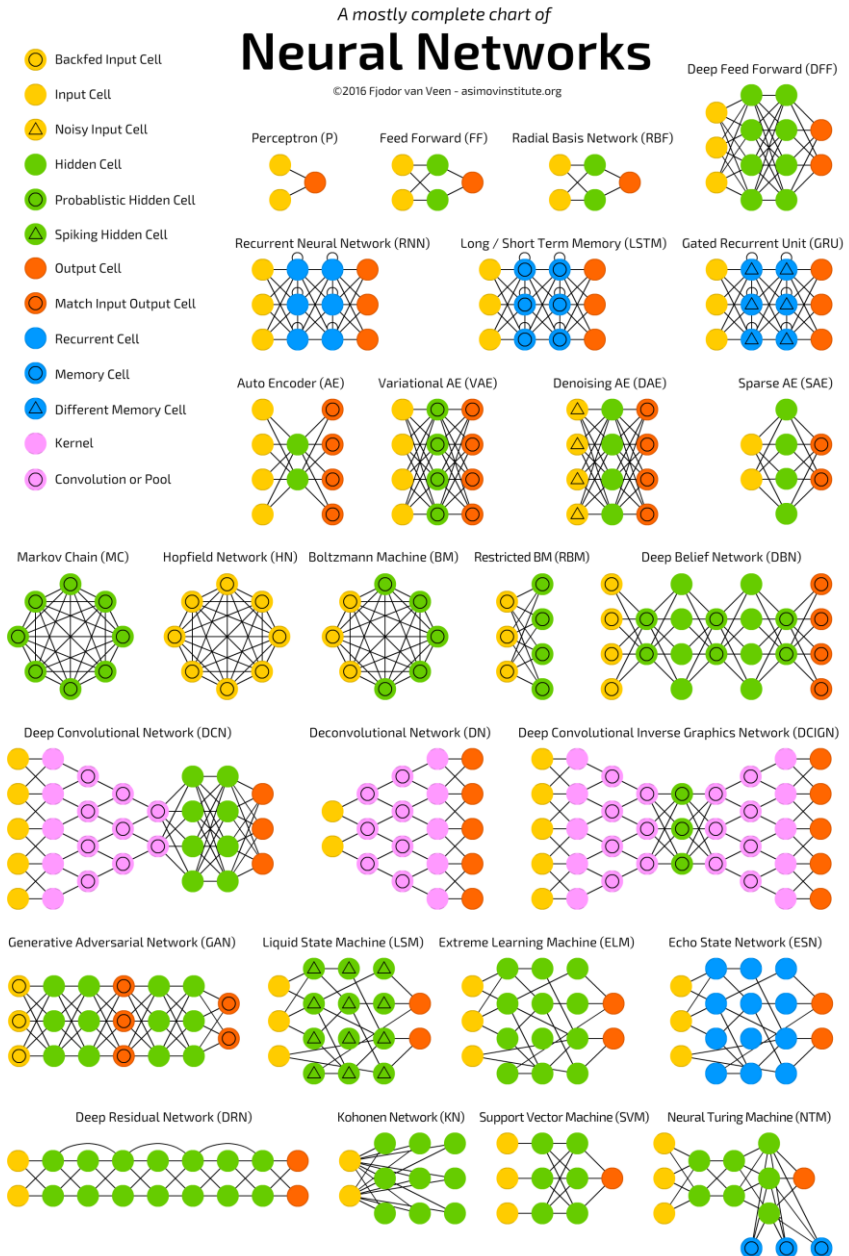 A mostly complete chart of
Neural Networks
©2016 Fjodor van Veen - asimovinstitute.org
Backfed Input Cell
Input Cell
Noisy Input Cell
Hidden Cell
Probablistic Hidden Cell
Spiking Hidden Cell
Output Cell
Match Input Output Cell
Recurrent Cell
Memory Cell
Different Memory Cell
Kernel
Convolution or Pool
Perceptron (P)
Feed Forward (FF)
Radial Basis Network (RBF)
Deep Feed Forward (DFF)
Recurrent Neural Network (RNN)
Long / Short Term Memory (LSTM)
Gated Recurrent Unit (GRU)
Auto Encoder (AE)
Variational AE (VAE)
Denoising AE (DAE)
Sparse AE (SAE)
Markov Chain (MC)
Hopfield Network (HN)
Boltzmann Machine (BM)
Restricted BM (RBM)
Deep Belief Network (DBN)
Deep Convolutional Network (DCN)
Deconvolutional Network (DN)
Deep Convolutional Inverse Graphics Network (DCIGN)
Generative Adversarial Network (GAN)
Liquid State Machine (LSM)
Extreme Learning Machine (ELM)
Echo State Network (ESN)
Deep Residual Network (DRN)
Kohonen Network (KN)
Support Vector Machine (SVM)
Neural Turing Machine (NTM)